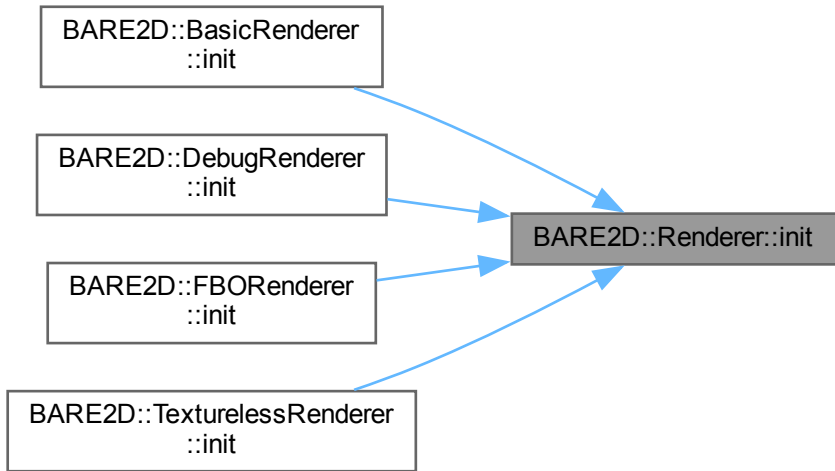 BARE2D::BasicRenderer
::init
BARE2D::DebugRenderer
::init
BARE2D::Renderer::init
BARE2D::FBORenderer
::init
BARE2D::TexturelessRenderer
::init